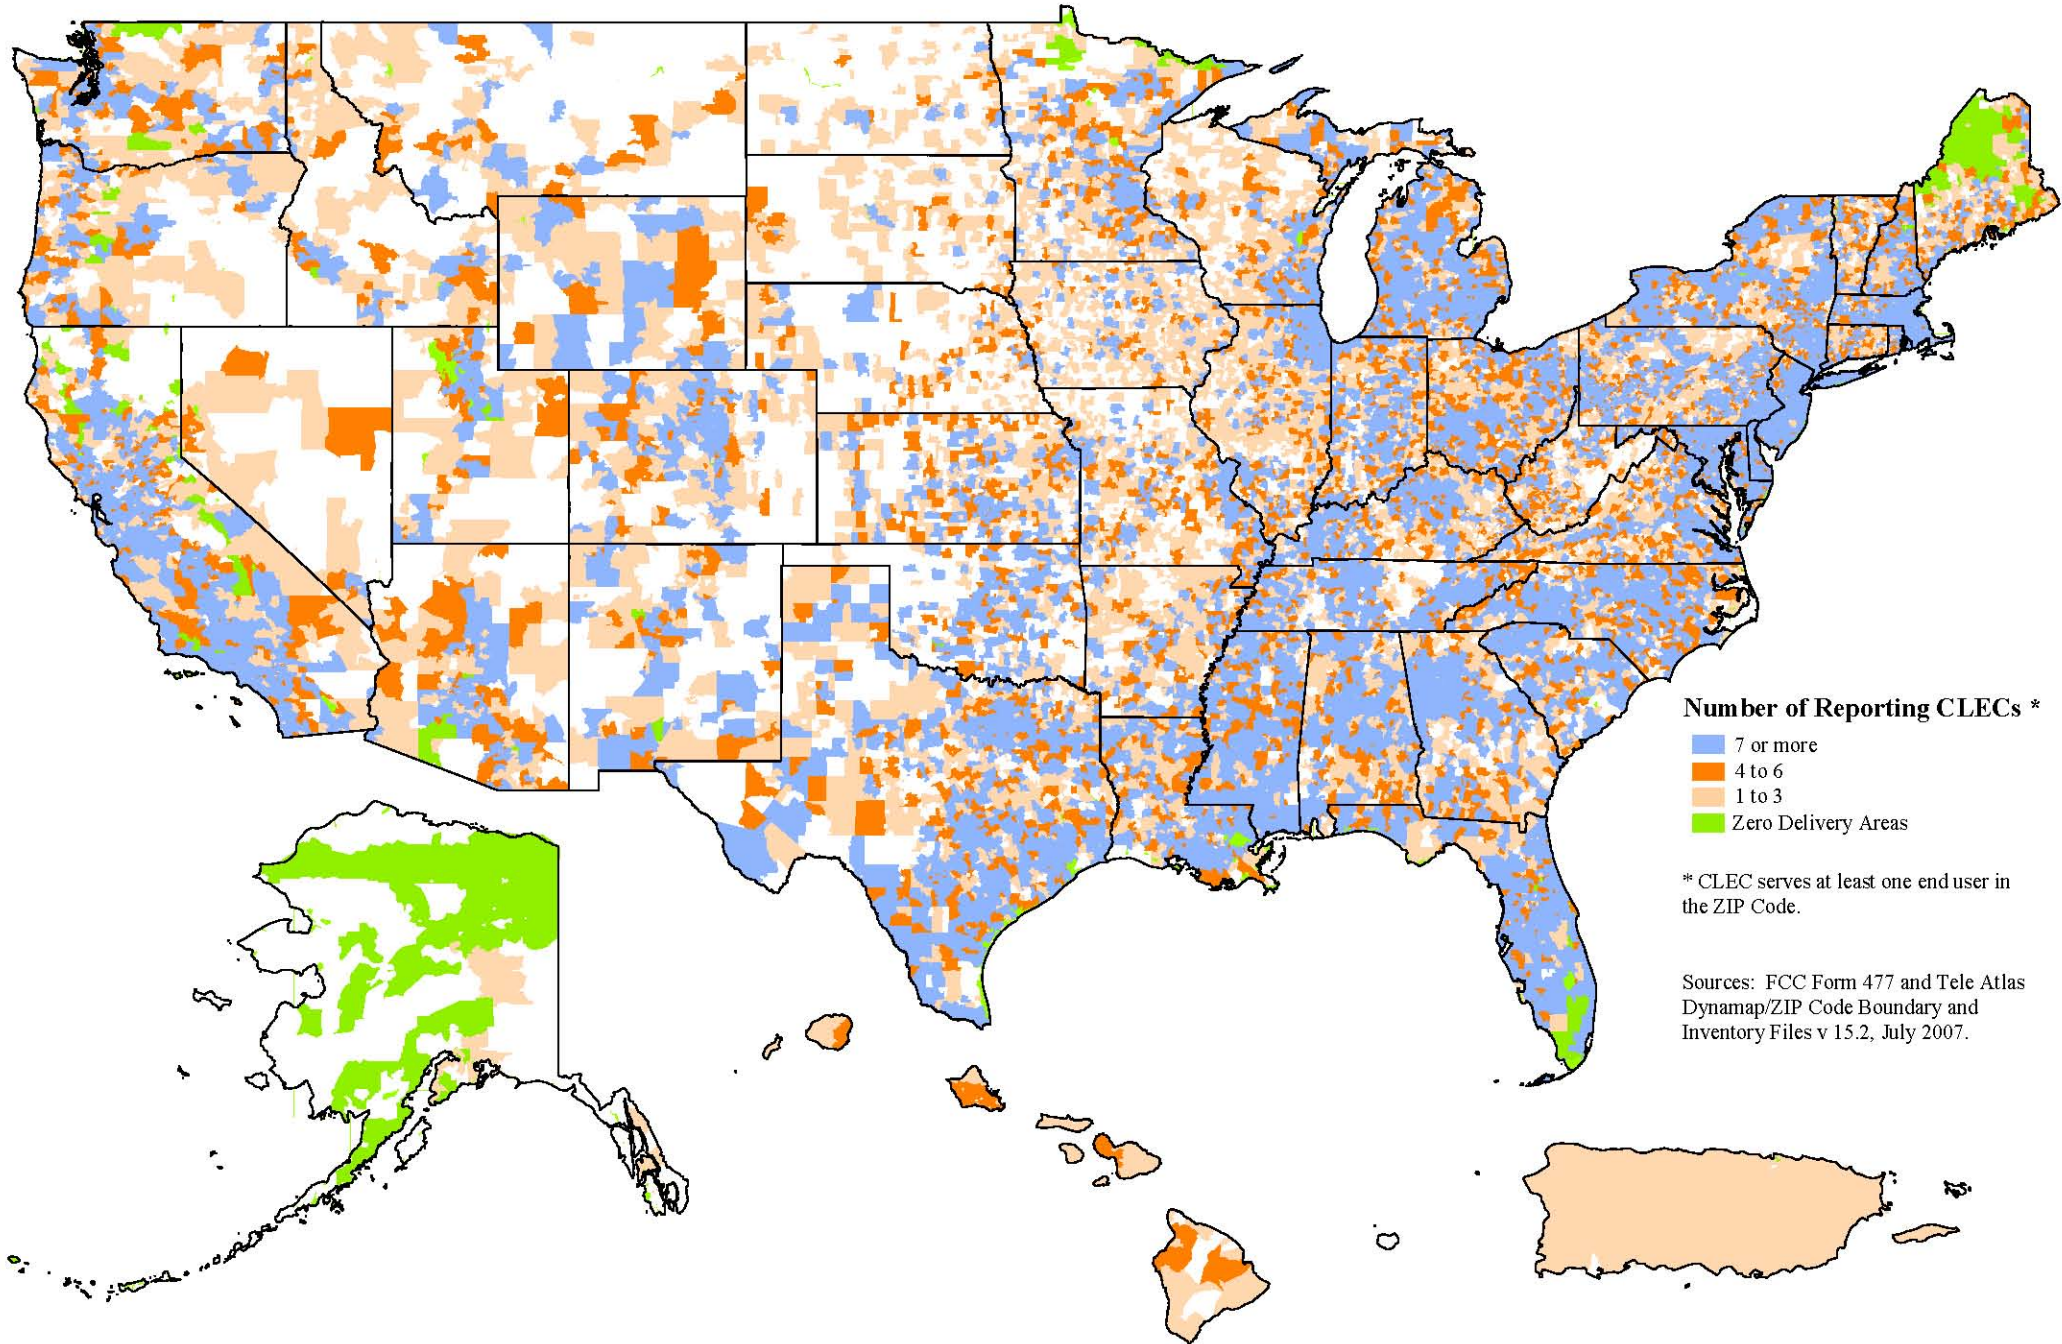 Number of Reporting CLECs *
7 or more
4 to 6
1 to 3
Zero Delivery Areas
* CLEC serves at least one end user in
the ZIP Code.
Sources: FCC Form 477 and Tele Atlas
Dynamap/ZIP Code Boundary and
Inventory Files v 15.2, July 2007.